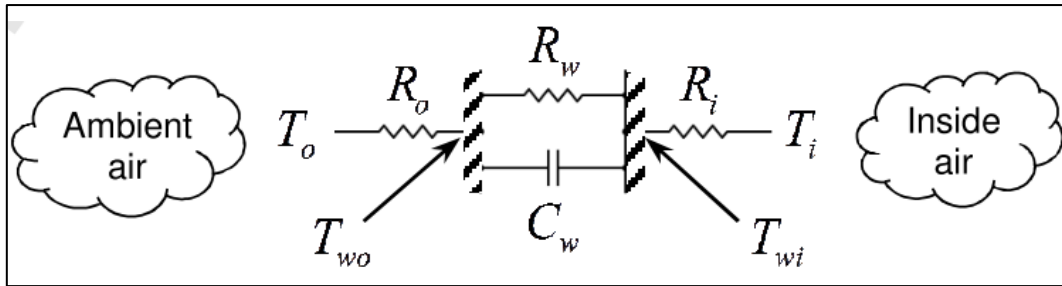 R_w
R_o
R_i
Ambient
air
T_o
T_i
Inside
air
C_w
T_wo
T_wi